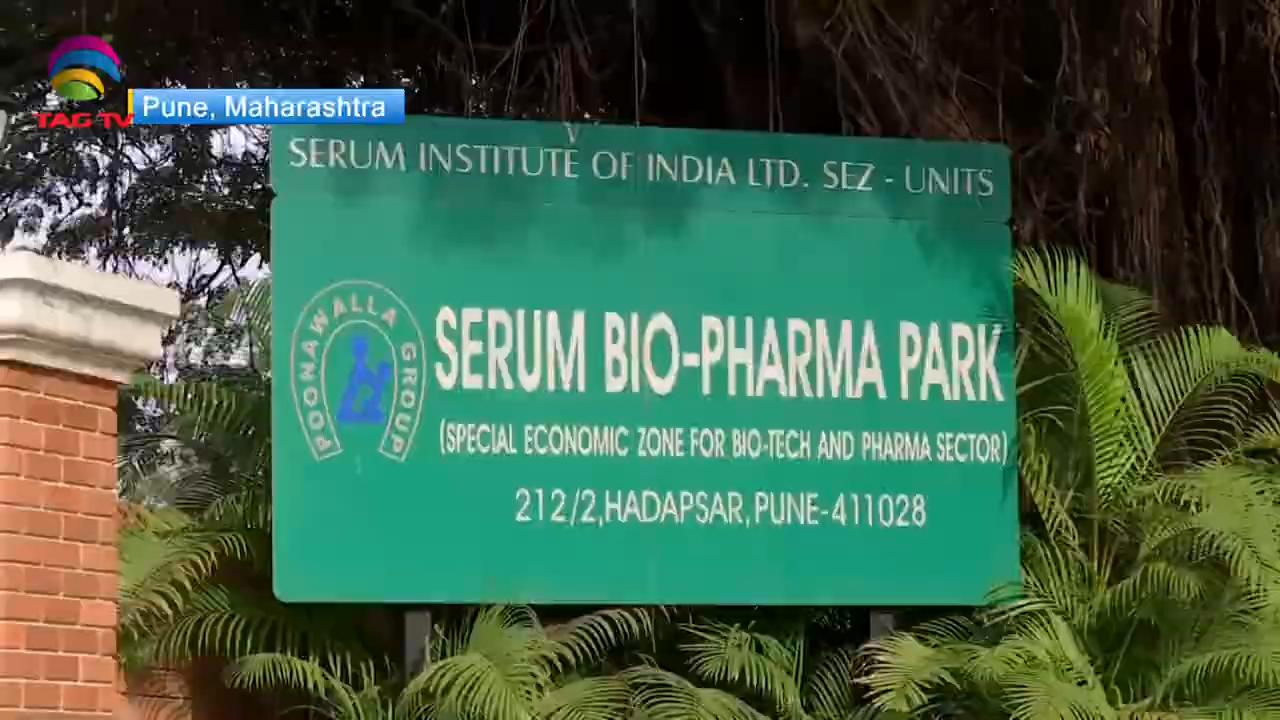 TAG TV
Pune, Maharashtra
SERUM INSTITUTE OF INDIA LTD. SEZ - UNITS
POONAWALLA GROUP
SERUM BIO-PHARMA PARK
(SPECIAL ECONOMIC ZONE FOR BIO-TECH AND PHARMA SECTOR)
212/2,HADAPSAR,PUNE-411028